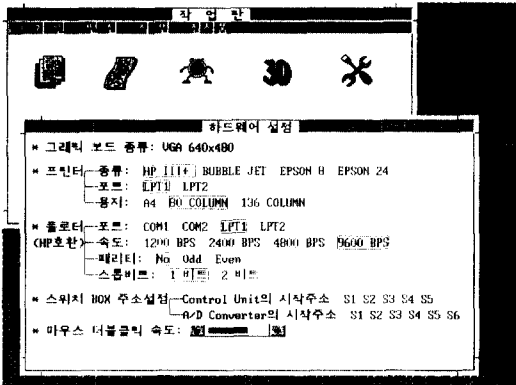 작 업 판
3D
하드웨어 설정
* 그래픽 보드 종류: VGA 640x480
* 프린터 종류: HP III+ BUBBLE JET EPSON 8 EPSON 24
포트: LPT1 LPT2
용지: A4 80 COLUMN 136 COLUMN
* 플로터 포트: COM1 COM2 LPT1 LPT2
(HP호환) 속도: 1200 BPS 2400 BPS 4800 BPS 9600 BPS
패리티: No Odd Even
스톱비트: 1 비트 2 비트
* 스위치 BOX 주소설정 Control Unit의 시작주소 S1 S2 S3 S4 S5
A/D Converter의 시작주소 S1 S2 S3 S4 S5 S6
* 마우스 더블클릭 속도: